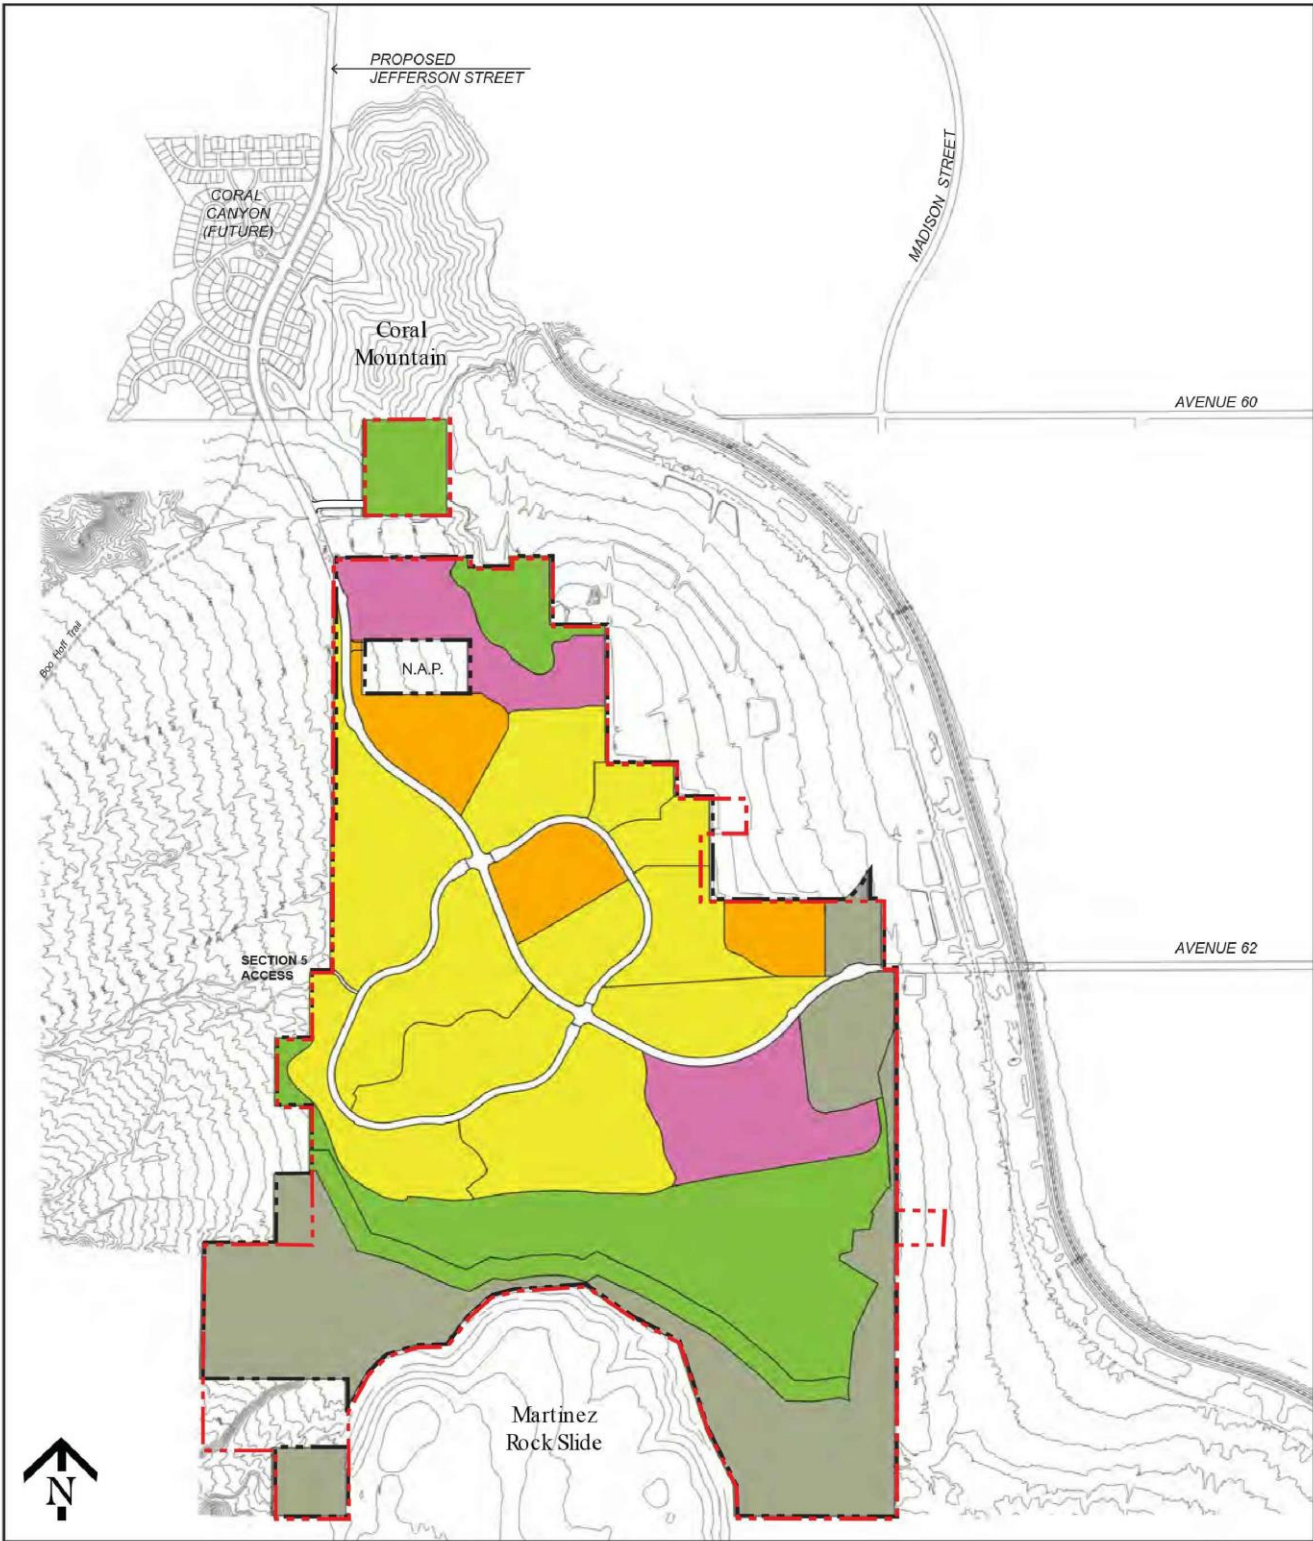 PROPOSED
JEFFERSON STREET
MADISON STREET
CORAL
CANYON
(FUTURE)
Coral
Mountain
AVENUE 60
Boo Hoff Trail
N.A.P.
AVENUE 62
SECTION 5
ACCESS
Martinez
Rock Slide
N